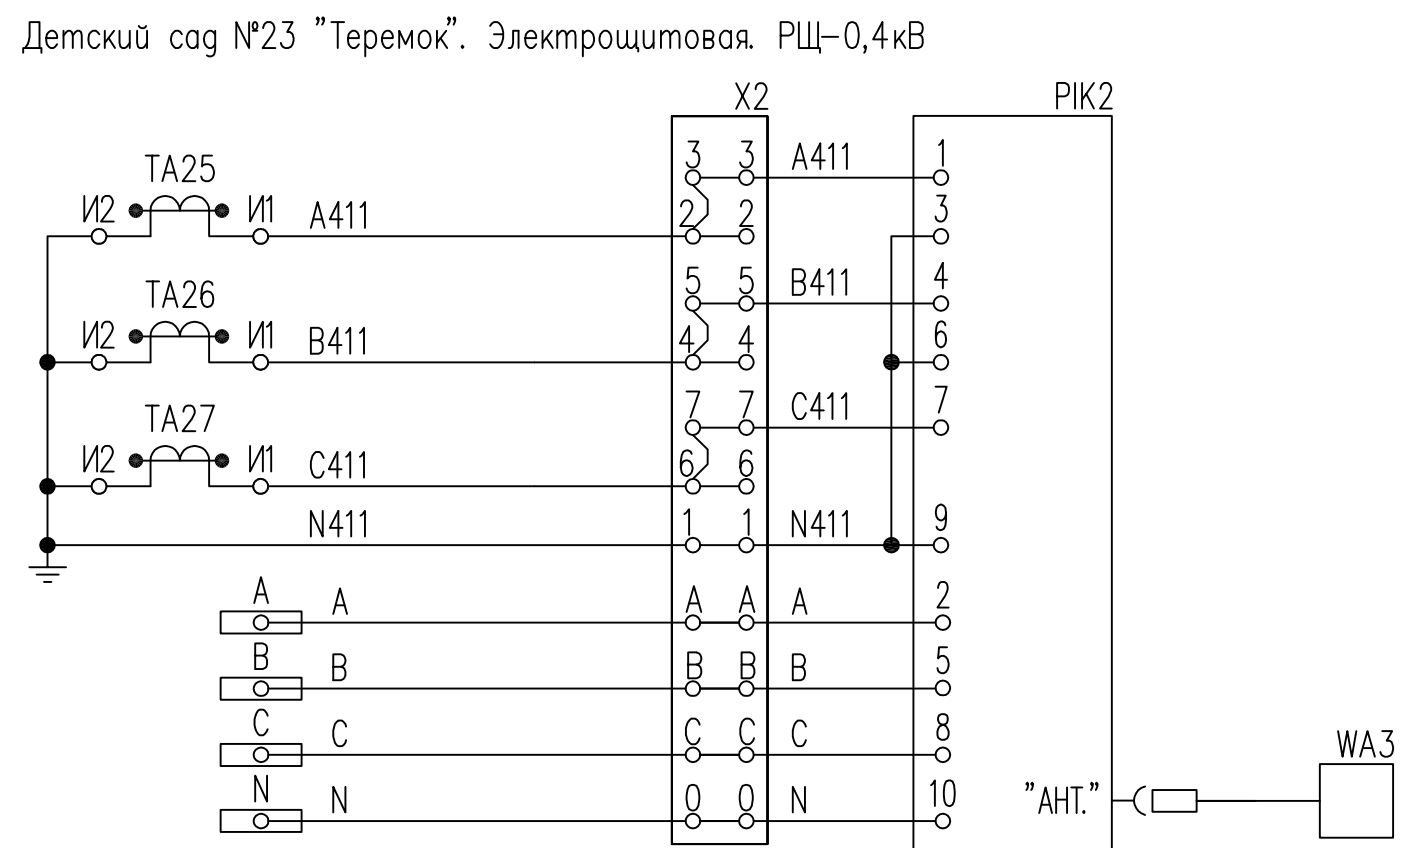 Детский сад №23 "Теремок". Электрощитовая. РЩ-0,4кВ
X2 PIK2
3 3 A411 1
TA25
И2 И1 A411 2 2 3
5 5 B411 4
TA26
И2 И1 B411 4 4 6
7 7 C411 7
TA27
И2 И1 C411 6 6
N411 1 1 N411 9
A A A A A 2
B B B B B 5
C C C C C 8
WA3
N N 0 0 N 10 "АНТ."